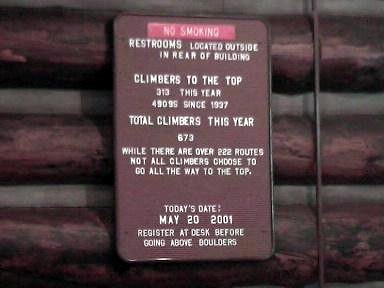 NO SMOKING
RESTROOMS LOCATED OUTSIDE
IN REAR OF BUILDING
CLIMBERS TO THE TOP
313 THIS YEAR
49095 SINCE 1937
TOTAL CLIMBERS THIS YEAR
673
WHILE THERE ARE OVER 222 ROUTES
NOT ALL CLIMBERS CHOOSE TO
GO ALL THE WAY TO THE TOP.
TODAY'S DATE:
MAY 20 2001
REGISTER AT DESK BEFORE
GOING ABOVE BOULDERS